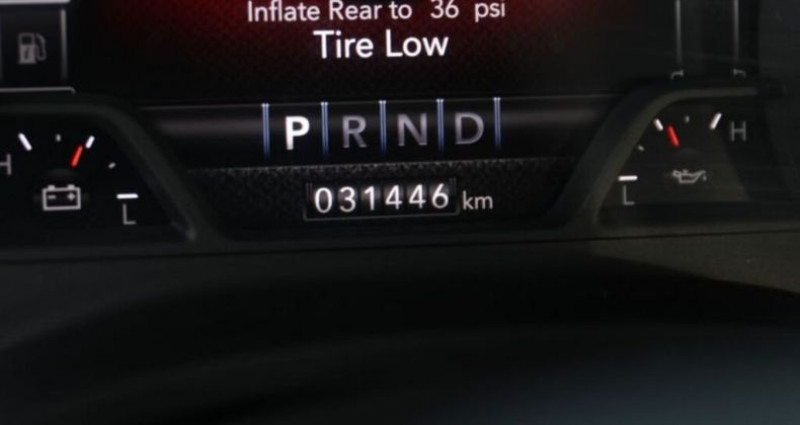 Inflate Rear to 36 psi
Tire Low
P R N D
H
H
L
L
031446 km